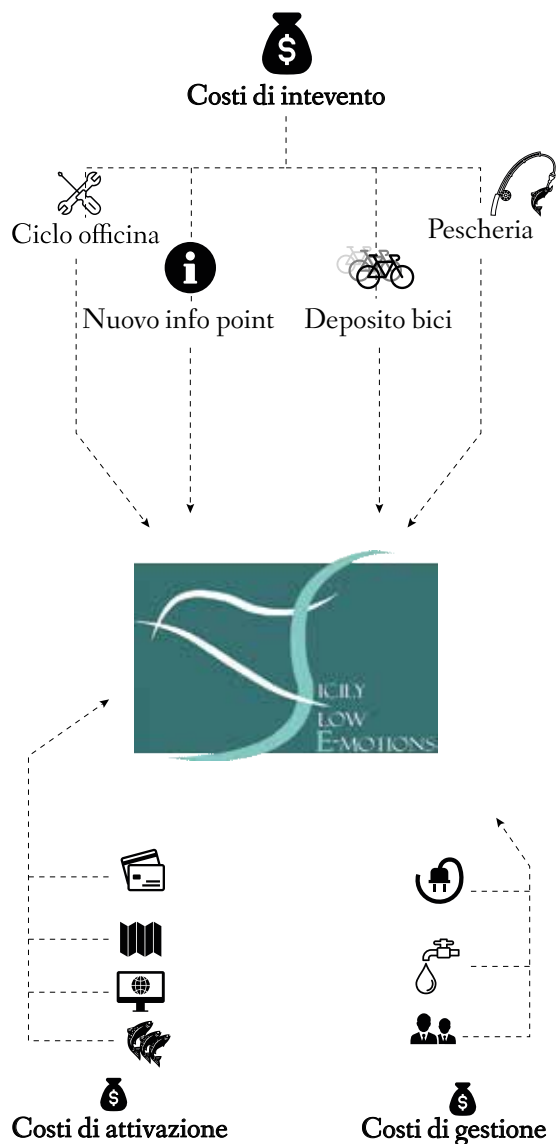 Costi di intevento
Ciclo officina
Pescheria
Nuovo info point
Deposito bici
ICILY
LOW
E-MOTIONS
Costi di attivazione
Costi di gestione